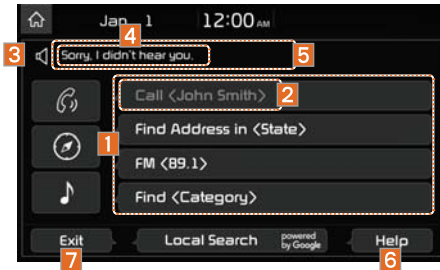 Jan 1 12:00 AM
4
3 Sorry, I didn't hear you. 5
Call <John Smith> 2
1 Find Address in <State>
FM <89.1>
Find <Category>
Exit Local Search powered by Google Help
7 6